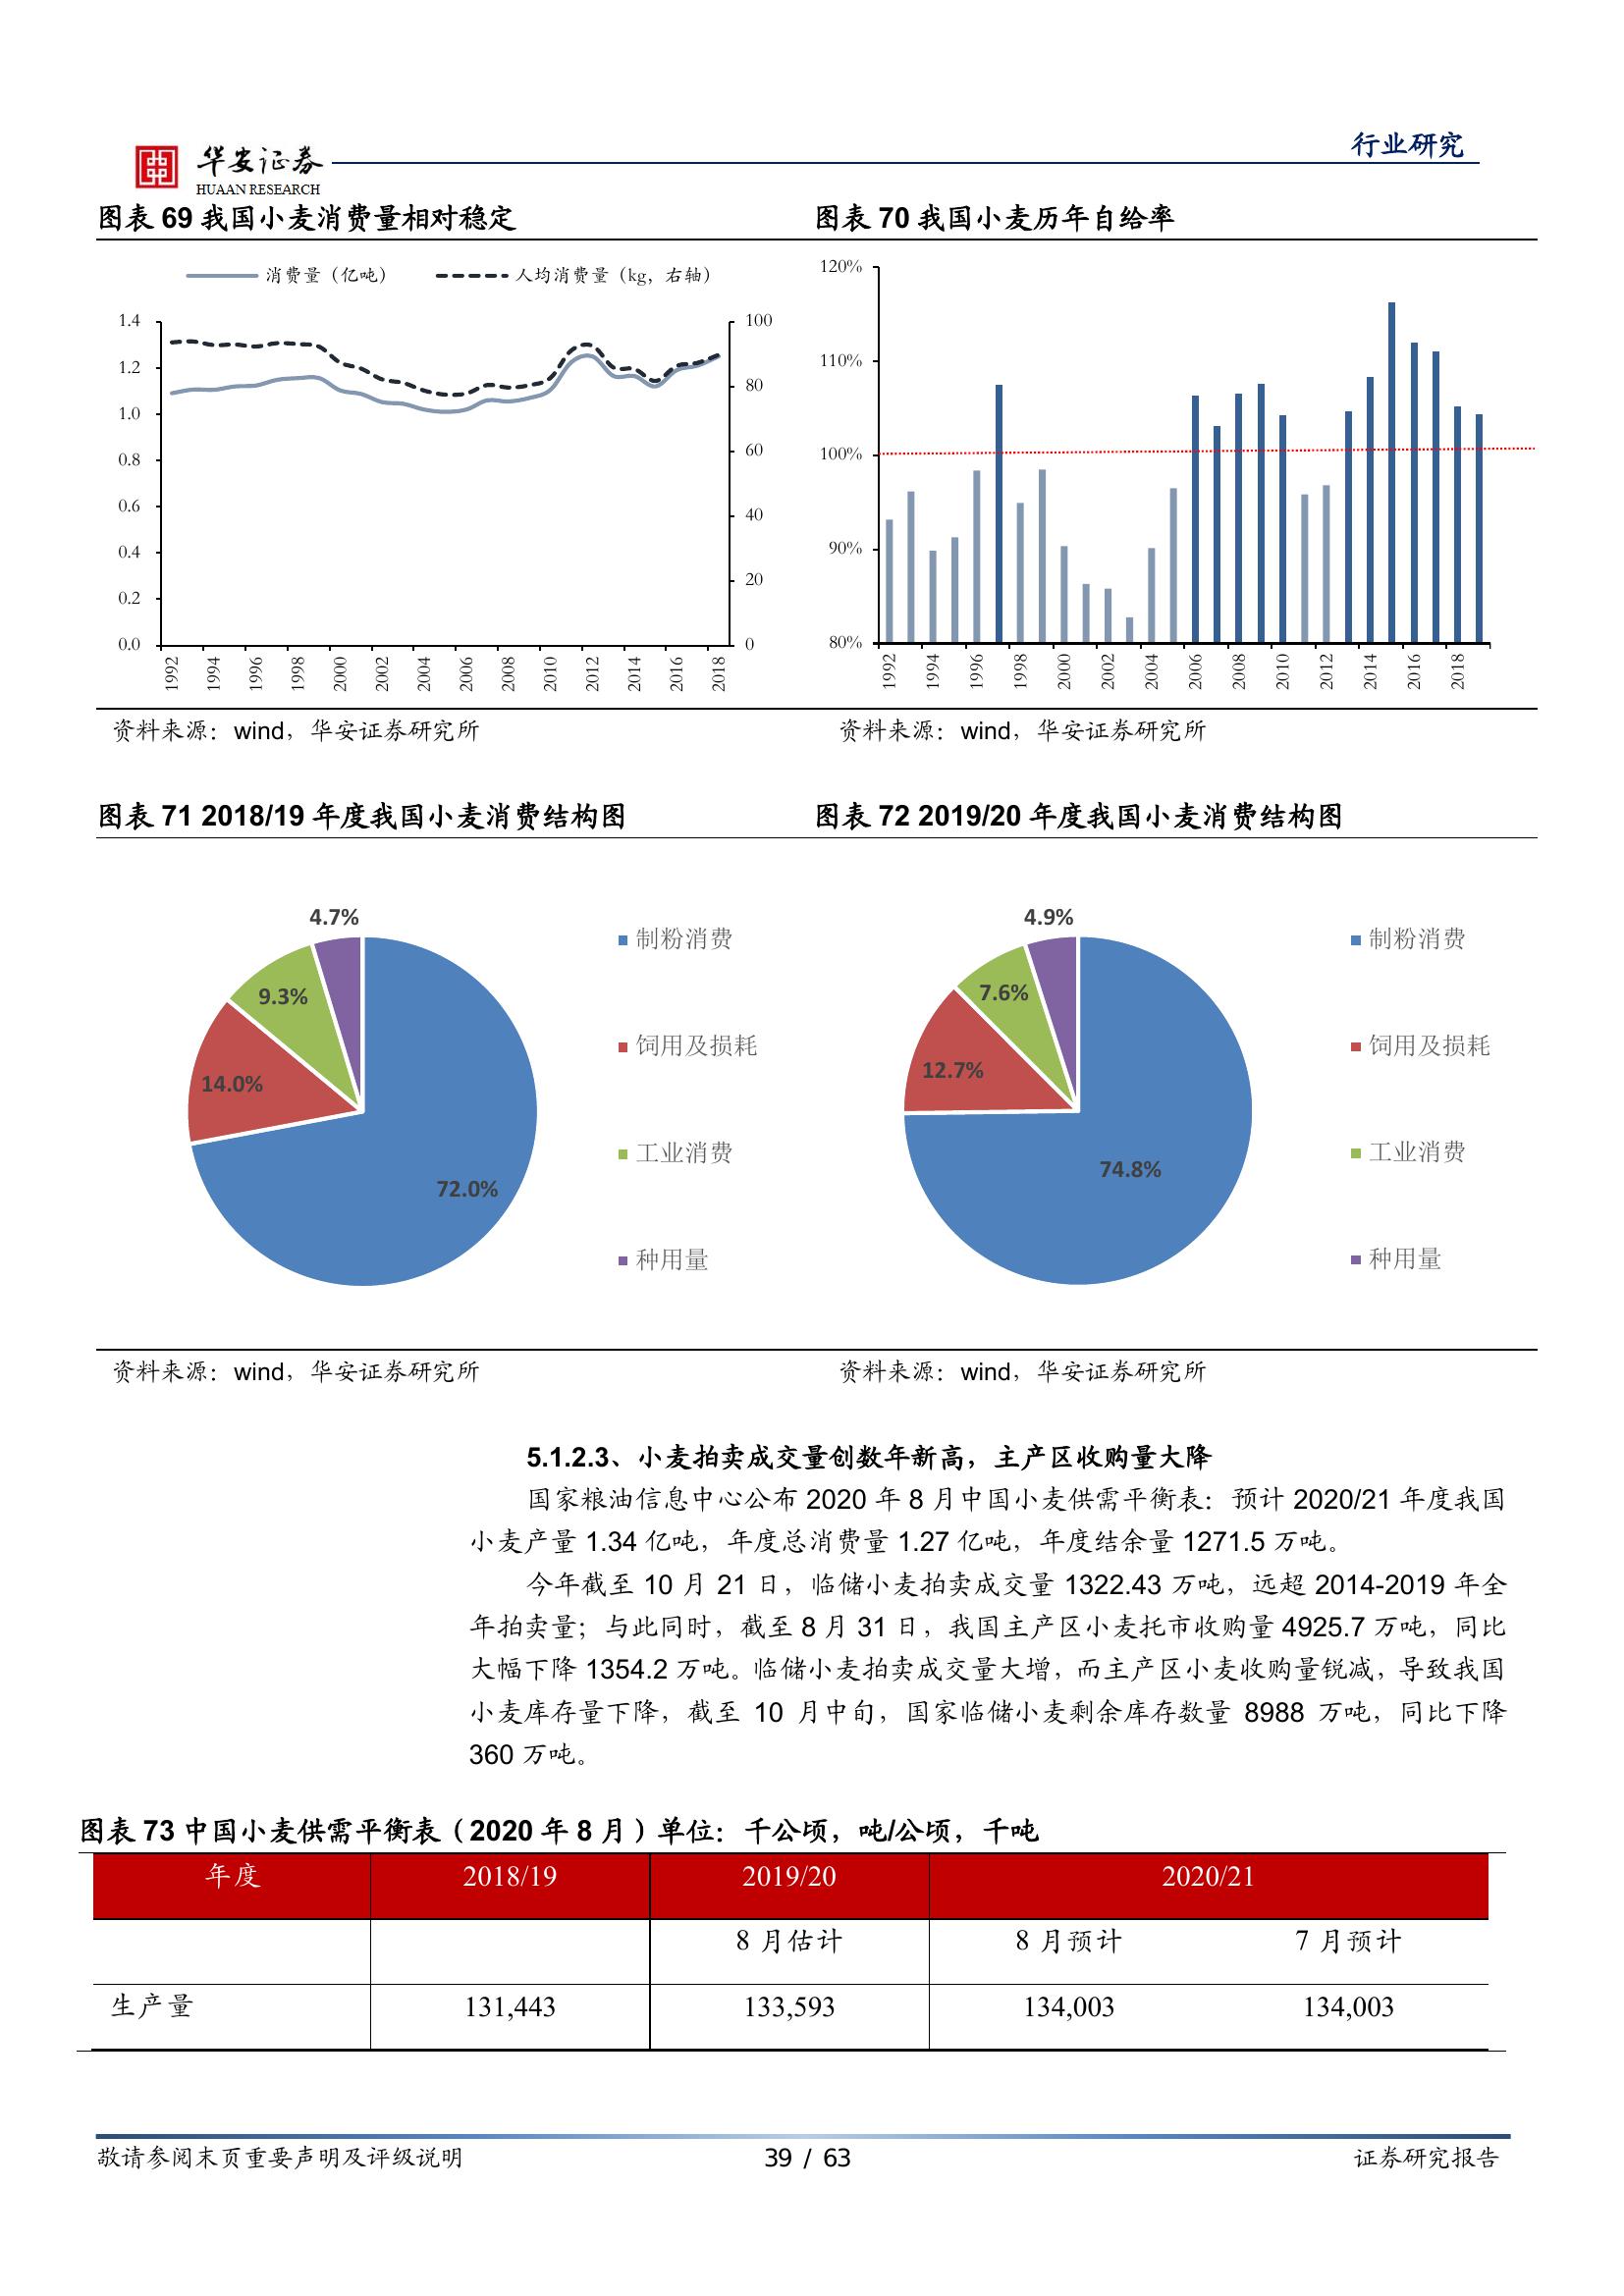 行业研究
华安证券
HUAAN RESEARCH
图表 69 我国小麦消费量相对稳定
图表 70 我国小麦历年自给率
消费量（亿吨）
人均消费量（kg，右轴）
1.4
1.2
1.0
0.8
0.6
0.4
0.2
0.0
100
80
60
40
20
0
1992
1994
1996
1998
2000
2002
2004
2006
2008
2010
2012
2014
2016
2018
120%
110%
100%
90%
80%
1992
1994
1996
1998
2000
2002
2004
2006
2008
2010
2012
2014
2016
2018
资料来源：wind，华安证券研究所
资料来源：wind，华安证券研究所
图表 71 2018/19 年度我国小麦消费结构图
图表 72 2019/20 年度我国小麦消费结构图
4.7%
9.3%
14.0%
72.0%
制粉消费
饲用及损耗
工业消费
种用量
4.9%
7.6%
12.7%
74.8%
制粉消费
饲用及损耗
工业消费
种用量
资料来源：wind，华安证券研究所
资料来源：wind，华安证券研究所
5.1.2.3、小麦拍卖成交量创数年新高，主产区收购量大降
国家粮油信息中心公布 2020 年 8 月中国小麦供需平衡表：预计 2020/21 年度我国
小麦产量 1.34 亿吨，年度总消费量 1.27 亿吨，年度结余量 1271.5 万吨。
今年截至 10 月 21 日，临储小麦拍卖成交量 1322.43 万吨，远超 2014-2019 年全
年拍卖量；与此同时，截至 8 月 31 日，我国主产区小麦托市收购量 4925.7 万吨，同比
大幅下降 1354.2 万吨。临储小麦拍卖成交量大增，而主产区小麦收购量锐减，导致我国
小麦库存量下降，截至 10 月中旬，国家临储小麦剩余库存数量 8988 万吨，同比下降
360 万吨。
图表 73 中国小麦供需平衡表（2020 年 8 月）单位：千公顷，吨/公顷，千吨
年度 2018/19 2019/20 2020/21
8 月估计 8 月预计 7 月预计
生产量 131,443 133,593 134,003 134,003
敬请参阅末页重要声明及评级说明 39 / 63 证券研究报告